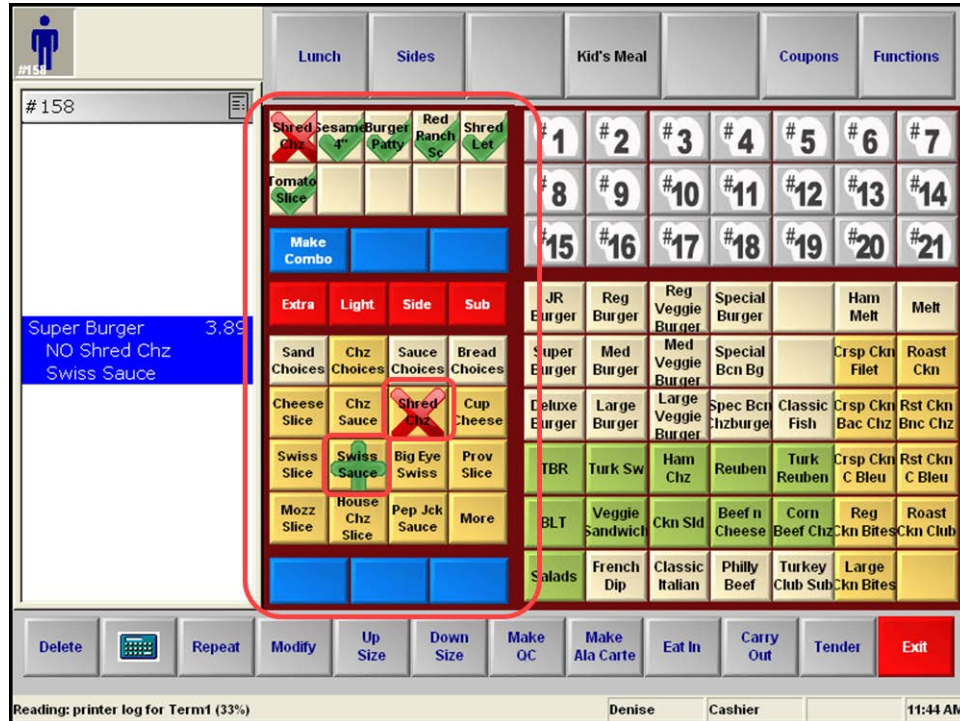 #158
Lunch
Sides
Kid's Meal
Coupons
Functions
#158
Super Burger 3.89
NO Shred Chz
Swiss Sauce
Shred
Chz
Sesame
4"
Burger
Patty
Red
Ranch
Sc
Shred
Let
Tomato
Slice
Make
Combo
Extra
Light
Side
Sub
Sand
Choices
Chz
Choices
Sauce
Choices
Bread
Choices
Cheese
Slice
Chz
Sauce
Shred
Chz
Cup
Cheese
Swiss
Slice
Swiss
Sauce
Big Eye
Swiss
Prov
Slice
Mozz
Slice
House
Chz
Slice
Pep Jck
Sauce
More
#1
#2
#3
#4
#5
#6
#7
#8
#9
#10
#11
#12
#13
#14
#15
#16
#17
#18
#19
#20
#21
JR
Burger
Reg
Burger
Reg
Veggie
Burger
Special
Burger
Ham
Melt
Melt
Super
Burger
Med
Burger
Med
Veggie
Burger
Special
Bcn Bg
Crsp Ckn
Filet
Roast
Ckn
Deluxe
Burger
Large
Burger
Large
Veggie
Burger
Spec Bcn
Chzburge
Classic
Fish
Crsp Ckn
Bac Chz
Rst Ckn
Bnc Chz
TBR
Turk Sw
Ham
Chz
Reuben
Turk
Reuben
Crsp Ckn
C Bleu
Rst Ckn
C Bleu
BLT
Veggie
Sandwich
Ckn Sld
Beef n
Cheese
Corn
Beef Chz
Reg
Ckn Bites
Roast
Ckn Club
Salads
French
Dip
Classic
Italian
Philly
Beef
Turkey
Club Sub
Large
Ckn Bites
Delete
Repeat
Modify
Up
Size
Down
Size
Make
QC
Make
Ala Carte
Eat In
Carry
Out
Tender
Exit
Reading: printer log for Term1 (33%)
Denise
Cashier
11:44 AM